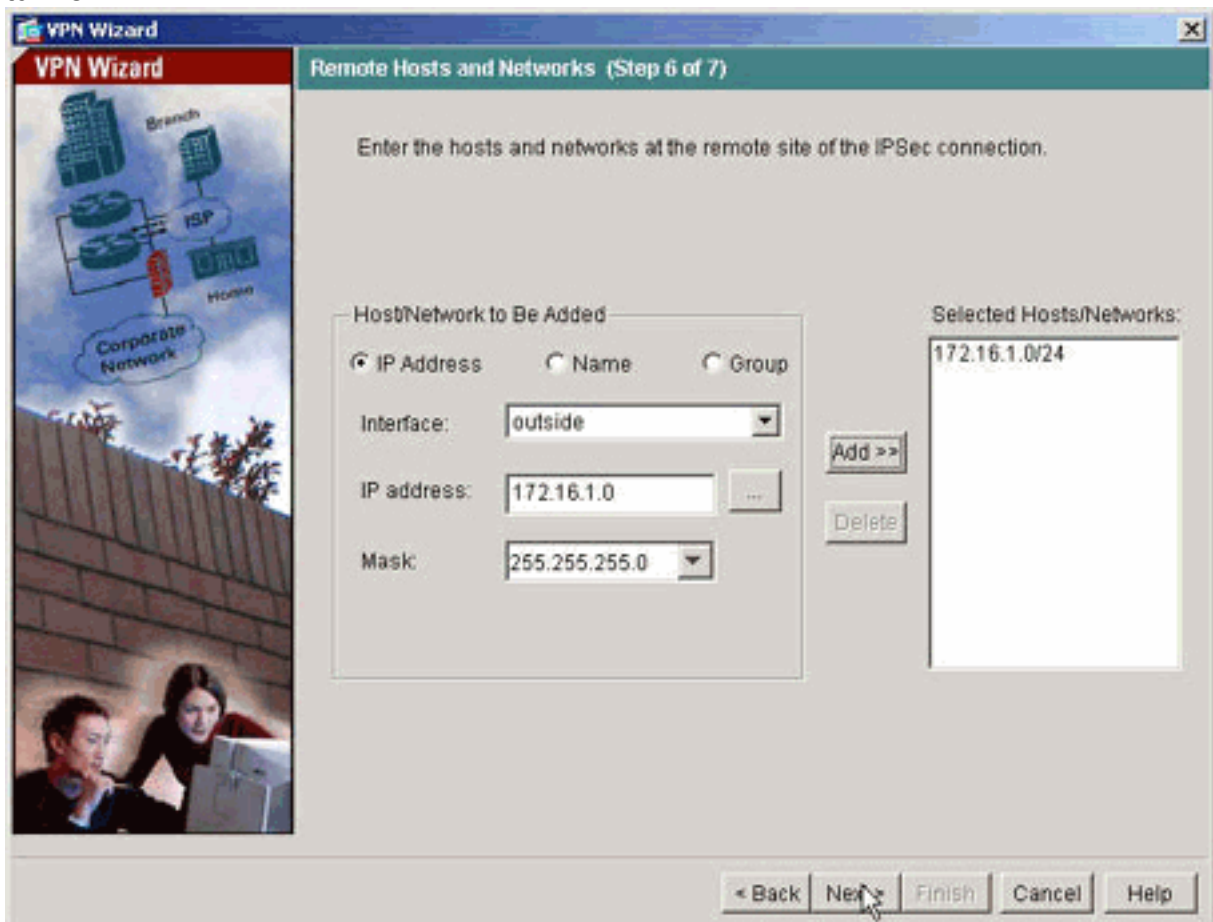 VPN Wizard
VPN Wizard
Remote Hosts and Networks (Step 6 of 7)
Branch
ISP
Home
Corporate
Network
Enter the hosts and networks at the remote site of the IPSec connection.
Host/Network to Be Added
IP Address Name Group
Interface: outside
IP address: 172.16.1.0 ...
Mask: 255.255.255.0
Add >>
Delete
Selected Hosts/Networks:
172.16.1.0/24
< Back Next > Finish Cancel Help